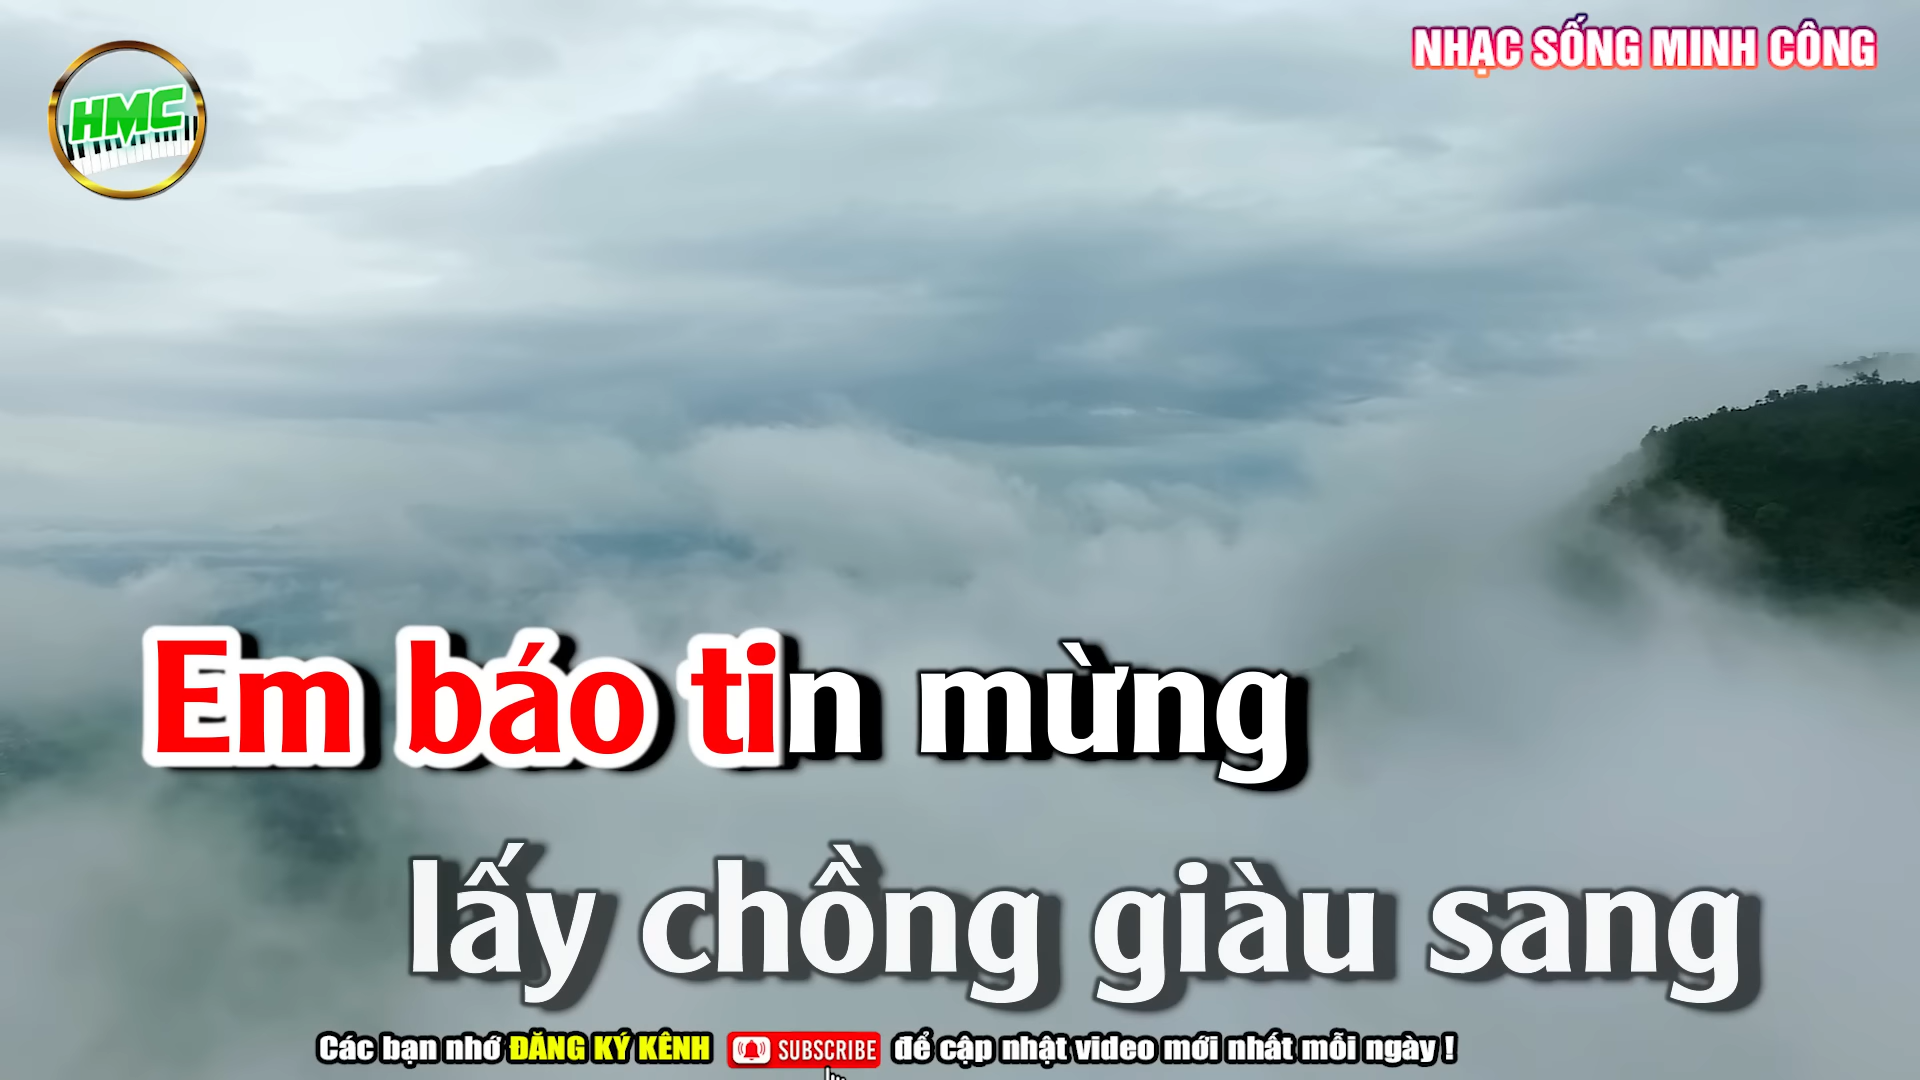 NHẠC SỐNG MINH CÔNG
HMC
Em báo tin mừng
lấy chồng giàu sang
Các bạn nhớ ĐĂNG KÝ KÊNH SUBSCRIBE để cập nhật video mới nhất mỗi ngày !